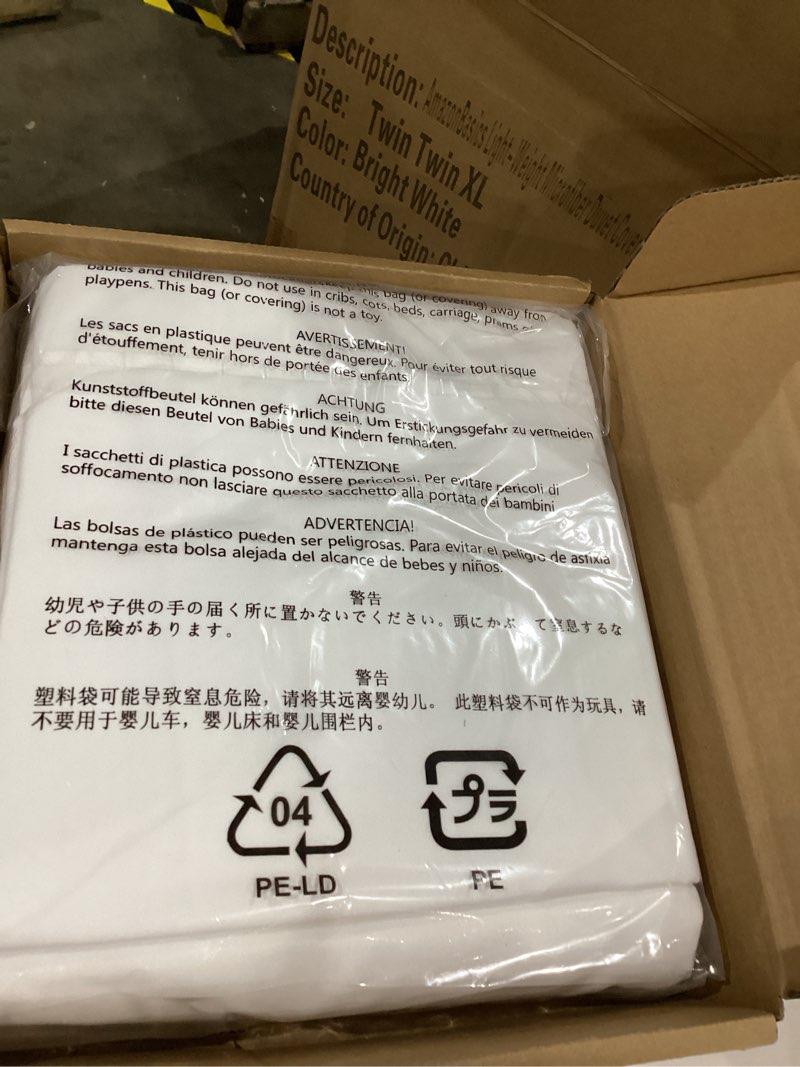 Description: AmazonBasics Light-Weight Microfiber Duvet Cover
Size: Twin Twin XL
Color: Bright White
Country of Origin:
babies and children. Do not use in cribs, cots, beds, carriage, prams
this bag (or covering) away from
playpens. This bag (or covering) is not a toy.
AVERTISSEMENT!
Les sacs en plastique peuvent être dangereux. Pour éviter tout risque
d'étouffement, tenir hors de portée des enfants.
ACHTUNG
Kunststoffbeutel können gefährlich sein. Um Erstickungsgefahr zu vermeiden
bitte diesen Beutel von Babies und Kindern fernhalten.
ATTENZIONE
I sacchetti di plastica possono essere pericolosi. Per evitare pericoli di
soffocamento non lasciare questo sacchetto alla portata dei bambini
ADVERTENCIA!
Las bolsas de plástico pueden ser peligrosas. Para evitar el peligro de asfixia
mantenga esta bolsa alejada del alcance de bebes y niños.
警告
幼児や子供の手の届く所に置かないでください。頭にかぶ て窒息するな
どの危険があります。
警告
塑料袋可能导致窒息危险，请将其远离婴幼儿。 此塑料袋不可作为玩具，请
不要用于婴儿车，婴儿床和婴儿围栏内。
04
PE-LD
プラ
PE